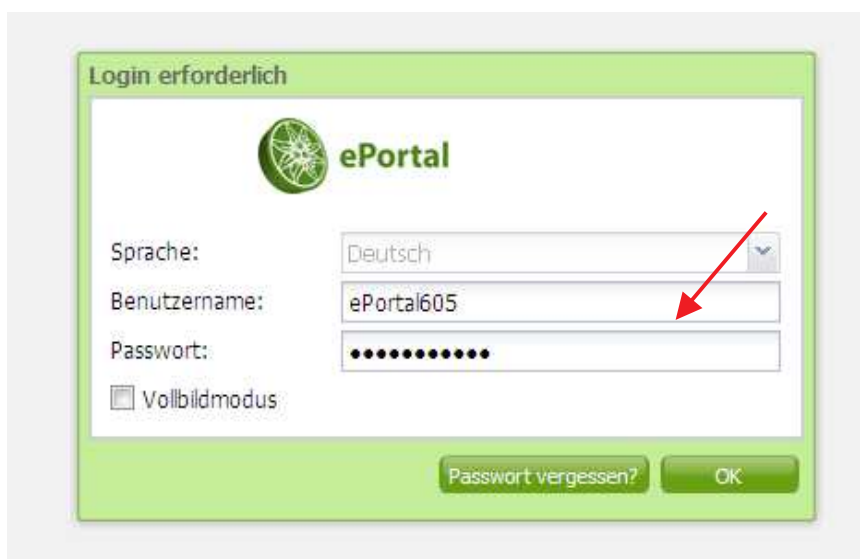 Login erforderlich
ePortal
Sprache: Deutsch
Benutzername: ePortal605
Passwort: •••••••••••
Vollbildmodus
Passwort vergessen? OK